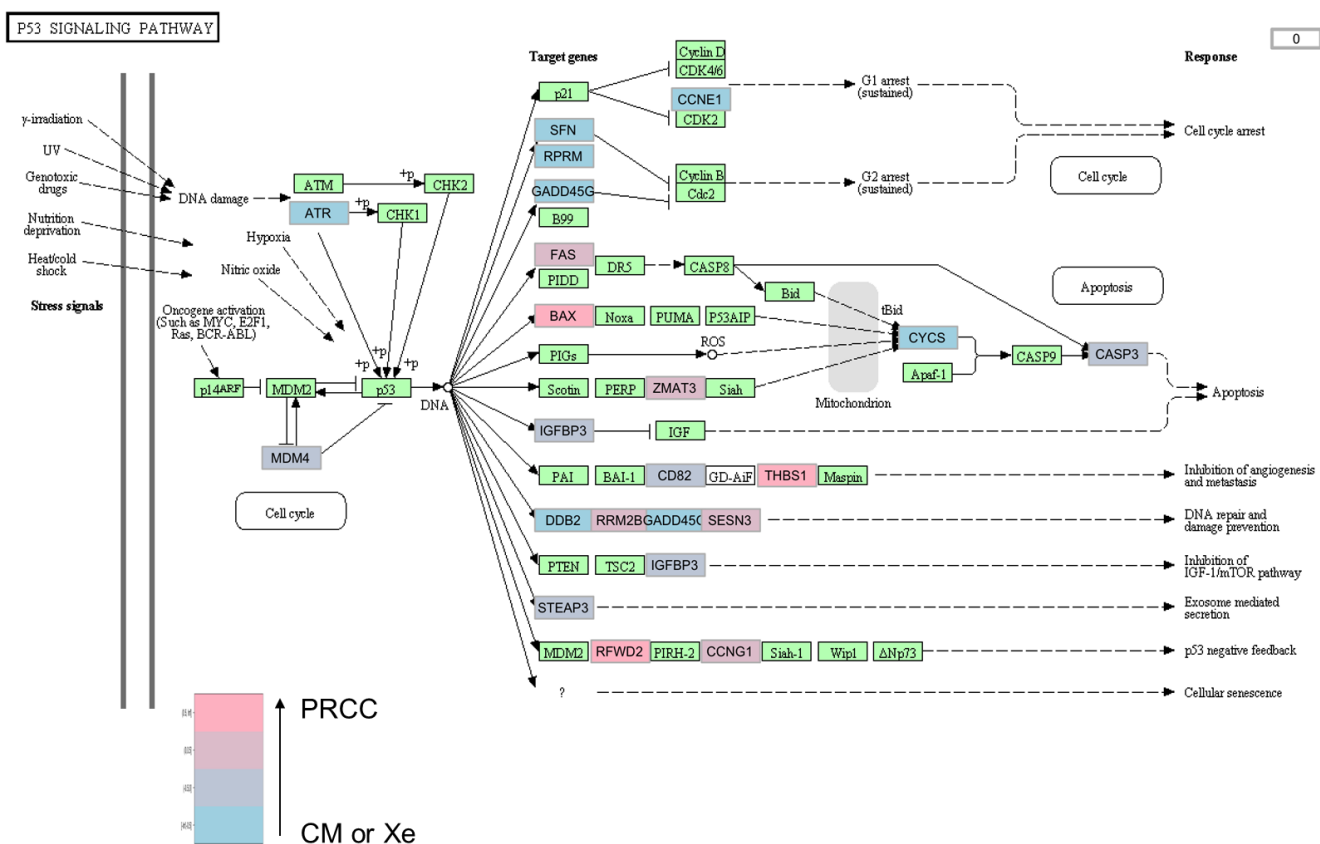 P53 SIGNALING PATHWAY
0
Target genes
Response
Cyclin D
CDK4/6
p21
G1 arrest
(sustained)
CCNE1
CDK2
γ-irradiation
SFN
Cell cycle arrest
UV
RPRM
Genotoxic
drugs
DNA damage
ATM
+p
CHK2
Cyclin B
Cdc2
G2 arrest
(sustained)
Cell cycle
GADD45G
ATR
+p
CHK1
B99
Nutrition
deprivation
Hypoxia
FAS
PIDD
DR5
CASP8
Heat/cold
shock
Nitric oxide
Bid
Apoptosis
Stress signals
Oncogene activation
(Such as MYC, E2F1,
Ras, BCR-ABL)
BAX
Noxa
PUMA
P53AIP
tBid
CYCS
ROS
+p
+p
+p
PIGs
CASP9
CASP3
Apaf-1
p14ARF
MDM2
p53
DNA
Scotin
PERP
ZMAT3
Siah
Mitochondrion
Apoptosis
IGFBP3
IGF
MDM4
PAI
BAI-1
CD82
GD-AiF
THBS1
Maspin
Inhibition of angiogenesis
and metastasis
Cell cycle
DDB2
RRM2B
GADD45G
SESN3
DNA repair and
damage prevention
PTEN
TSC2
IGFBP3
Inhibition of
IGF-1/mTOR pathway
STEAP3
Exosome mediated
secretion
MDM2
RFWD2
PIRH-2
CCNG1
Siah-1
Wip1
ΔNp73
p53 negative feedback
?
Cellular senescence
PRCC
CM or Xe